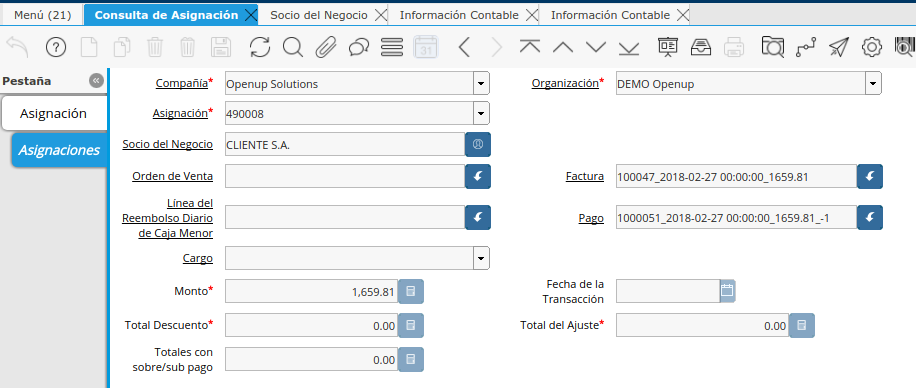 Menú (21)
Consulta de Asignación
Socio del Negocio
Información Contable
Información Contable
31
Pestaña
Asignación
Asignaciones
Compañía*
Openup Solutions
Organización*
DEMO Openup
Asignación*
490008
Socio del Negocio
CLIENTE S.A.
Orden de Venta
Factura
100047_2018-02-27 00:00:00_1659.81
Línea del
Reembolso Diario
de Caja Menor
Pago
1000051_2018-02-27 00:00:00_1659.81_-1
Cargo
Monto*
1,659.81
Fecha de la
Transacción
Total Descuento*
0.00
Total del Ajuste*
0.00
Totales con
sobre/sub pago
0.00